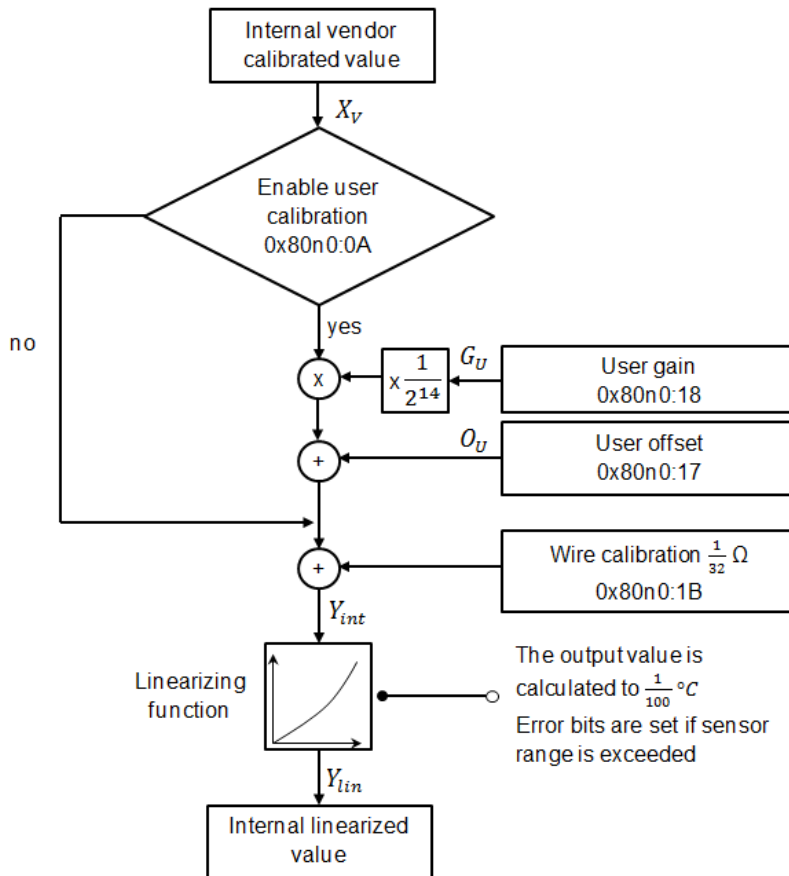 Internal vendor
calibrated value
X_V
Enable user
calibration
0x80n0:0A
no
yes
x
x 1/2^14
G_U
User gain
0x80n0:18
+
O_U
User offset
0x80n0:17
+
Wire calibration 1/32 Ω
0x80n0:1B
Y_int
Linearizing
function
The output value is
calculated to 1/100 °C
Error bits are set if sensor
range is exceeded
Y_lin
Internal linearized
value